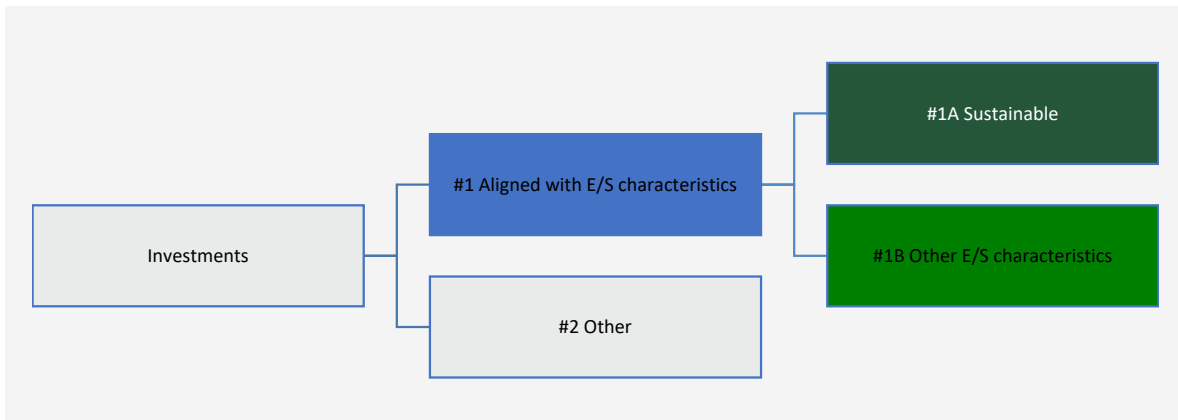 Investments
#1 Aligned with E/S characteristics
#2 Other
#1A Sustainable
#1B Other E/S characteristics